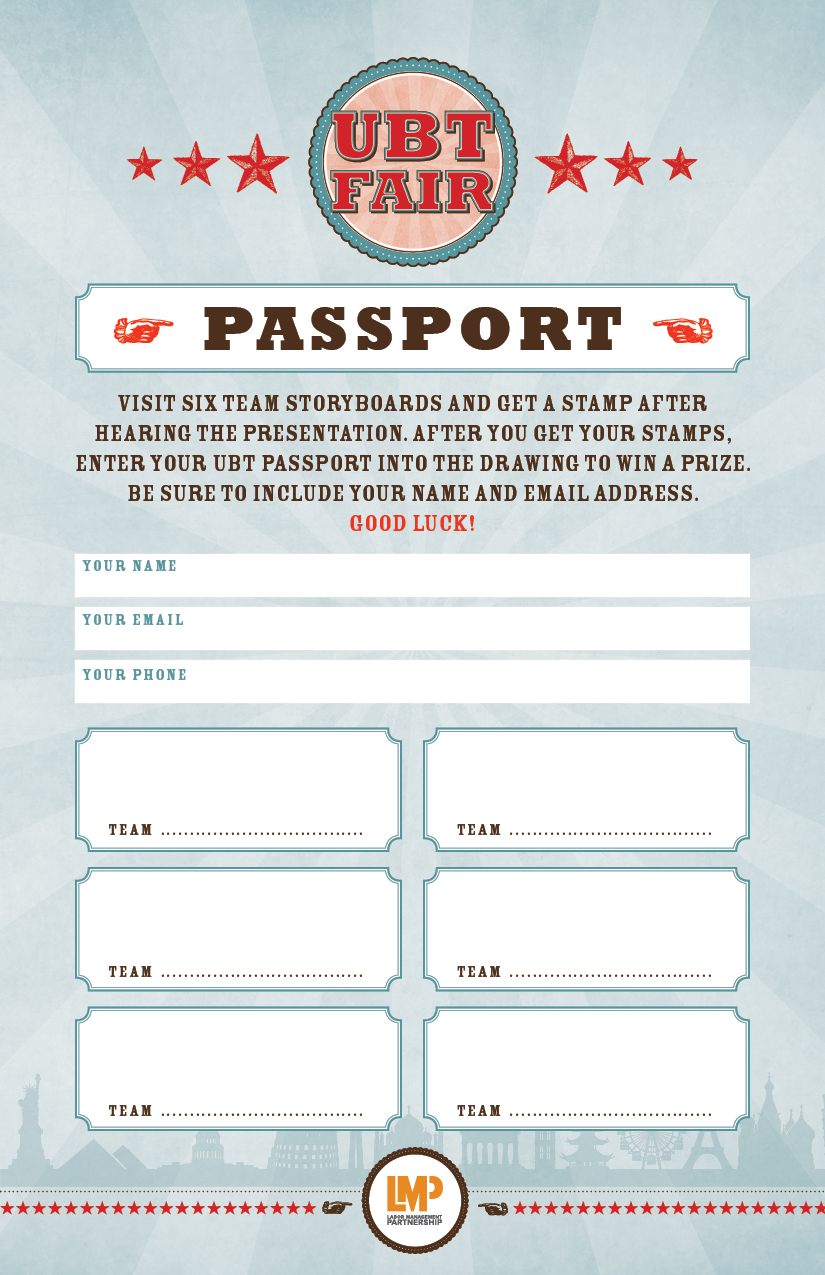 UBT
FAIR
PASSPORT
VISIT SIX TEAM STORYBOARDS AND GET A STAMP AFTER
HEARING THE PRESENTATION. AFTER YOU GET YOUR STAMPS,
ENTER YOUR UBT PASSPORT INTO THE DRAWING TO WIN A PRIZE.
BE SURE TO INCLUDE YOUR NAME AND EMAIL ADDRESS.
GOOD LUCK!
YOUR NAME
YOUR EMAIL
YOUR PHONE
TEAM ................................... TEAM ...................................
TEAM ................................... TEAM ...................................
TEAM ................................... TEAM ...................................
LMP
LABOR MANAGEMENT
PARTNERSHIP